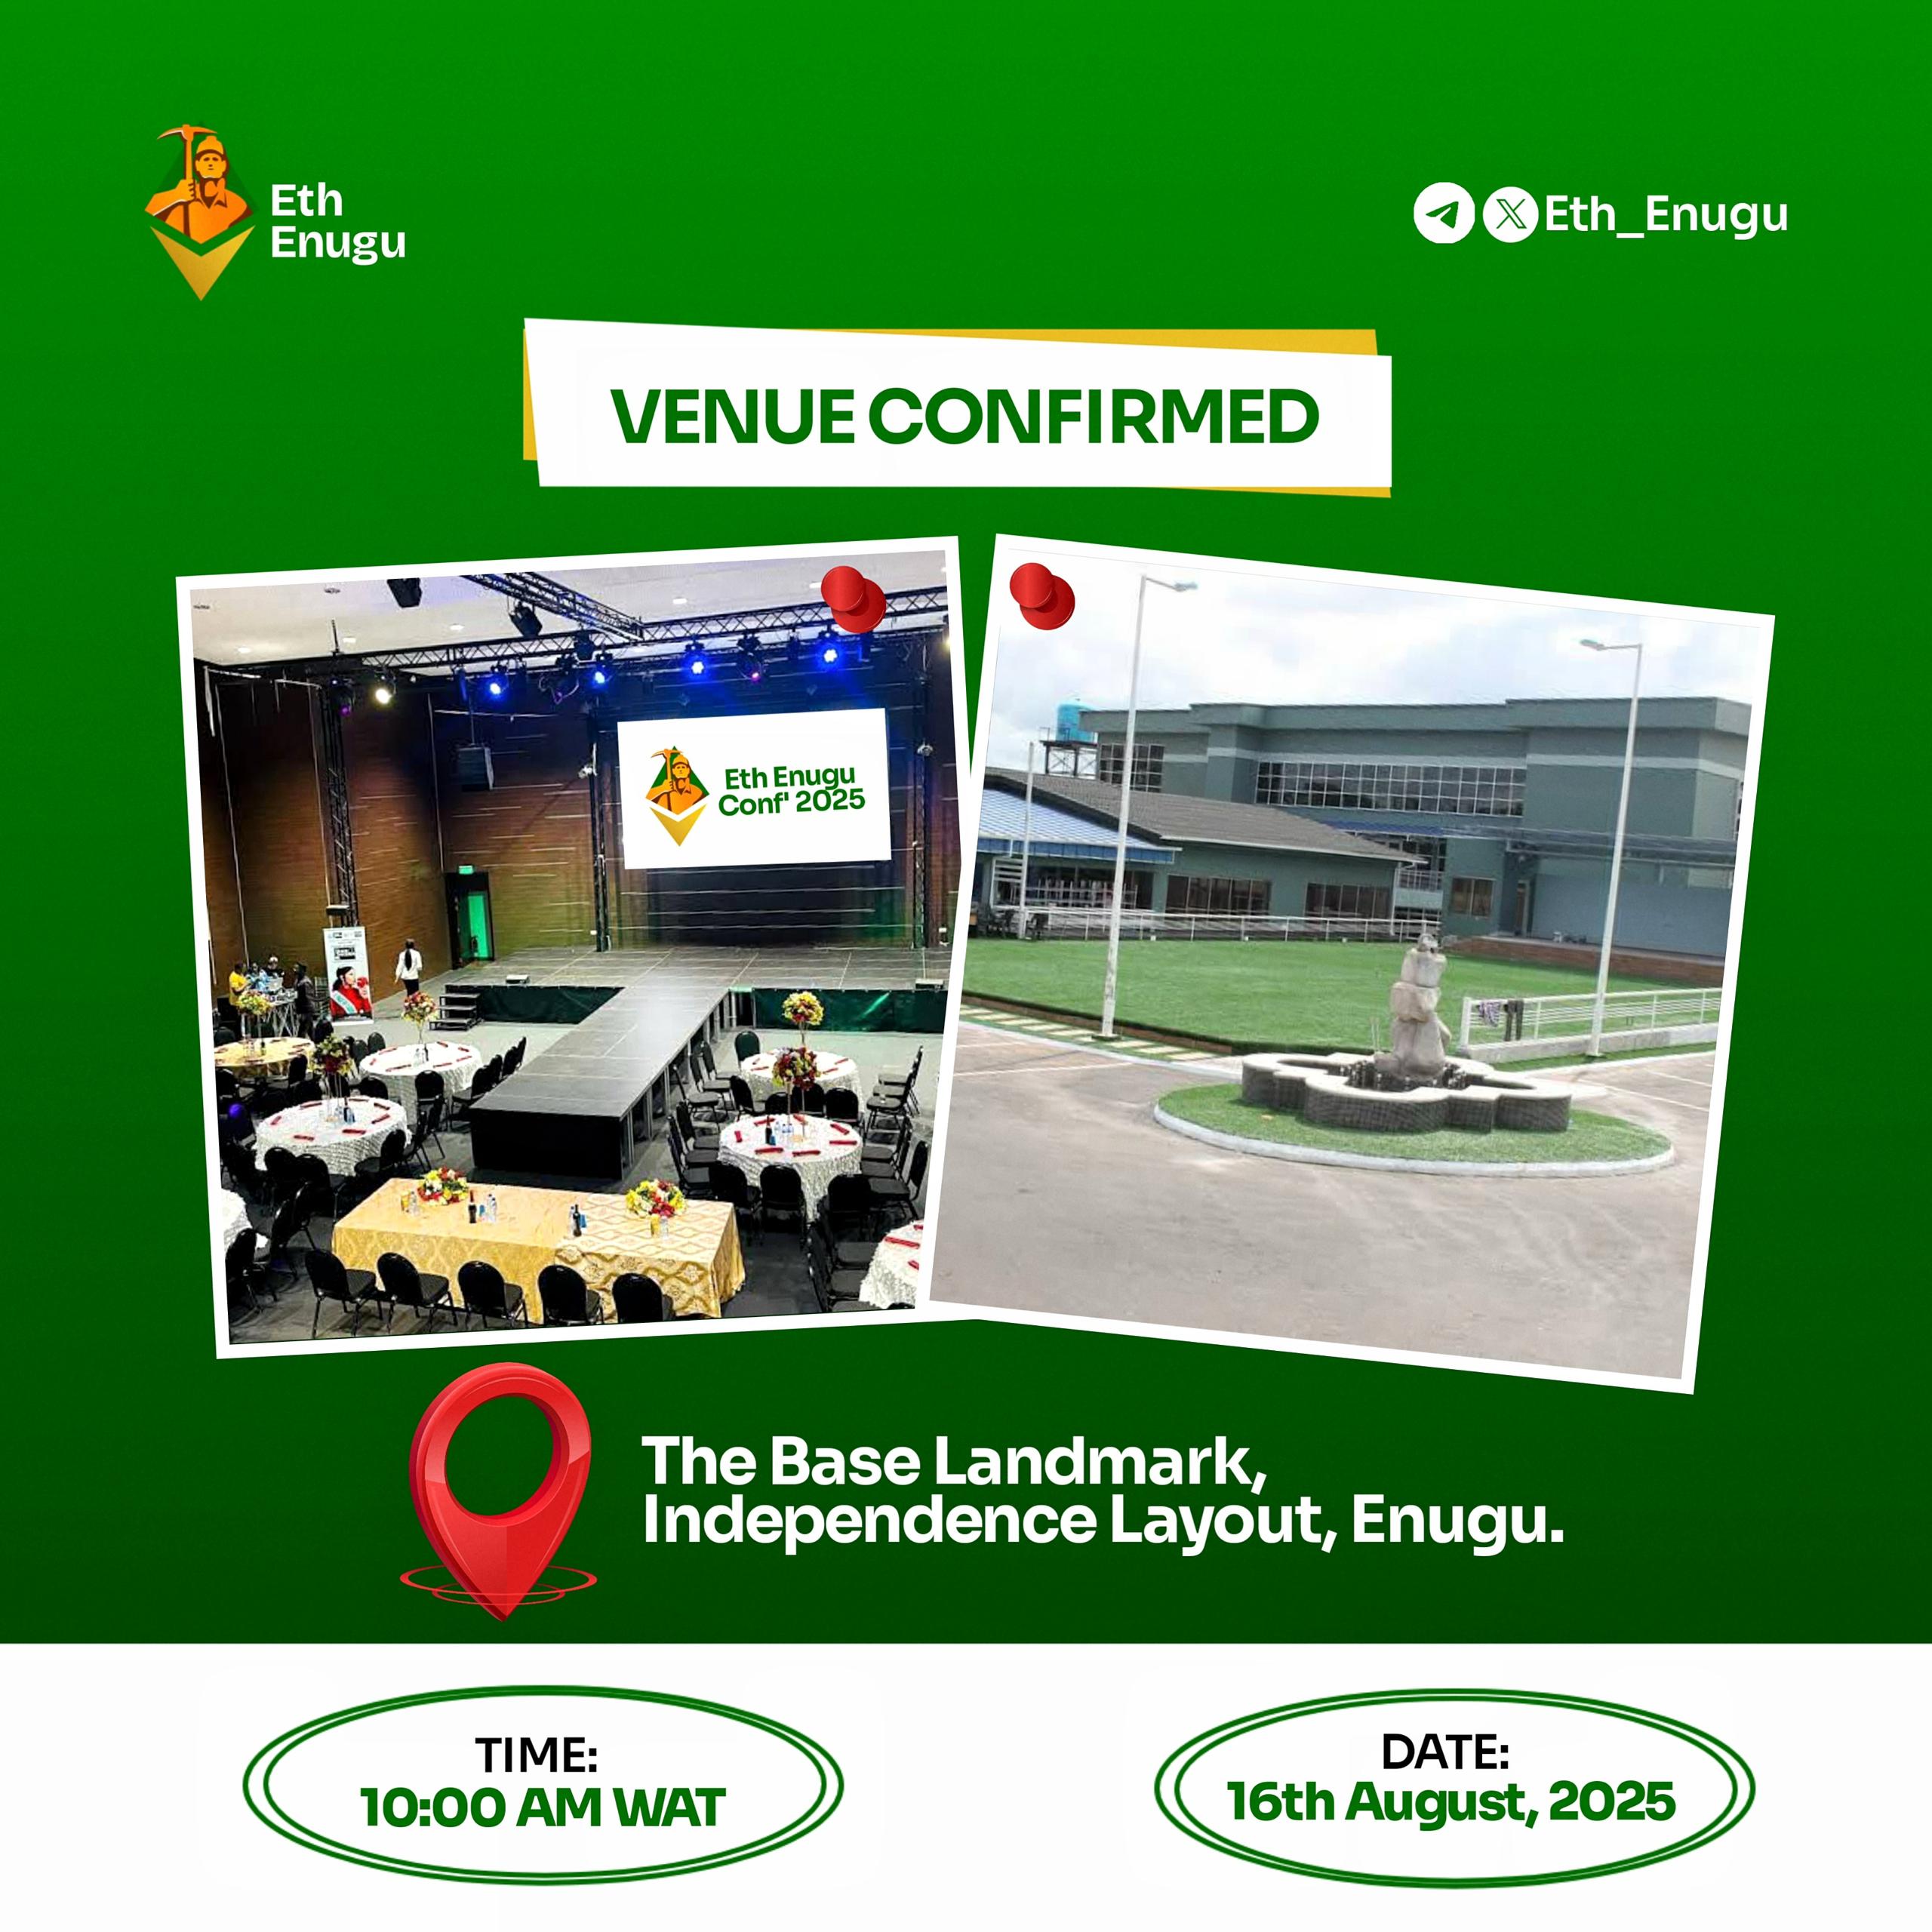 Eth
Enugu
Eth_Enugu
VENUE CONFIRMED
Eth Enugu
Conf' 2025
The Base Landmark,
Independence Layout, Enugu.
TIME:
10:00 AM WAT
DATE:
16th August, 2025